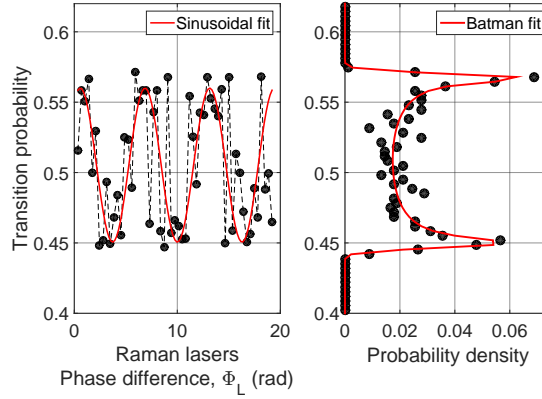 Sinusoidal fit
Batman fit
Transition probability
0.6
0.55
0.5
0.45
0.4
0 10 20
Raman lasers
Phase difference, Φ_L (rad)
0.6
0.55
0.5
0.45
0.4
0 0.02 0.04 0.06
Probability density